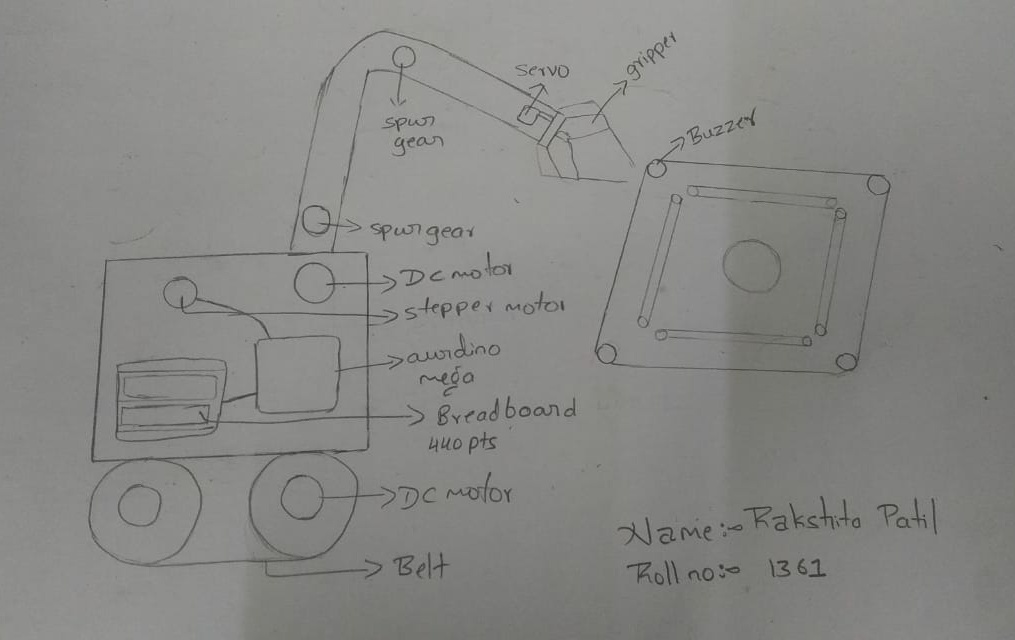 servo
gripper
Buzzer
spur
gear
spur gear
DC motor
stepper motor
aurdino
mega
Breadboard
440 pts
DC motor
Belt
Name:- Rakshita Patil
Roll no:- 1361